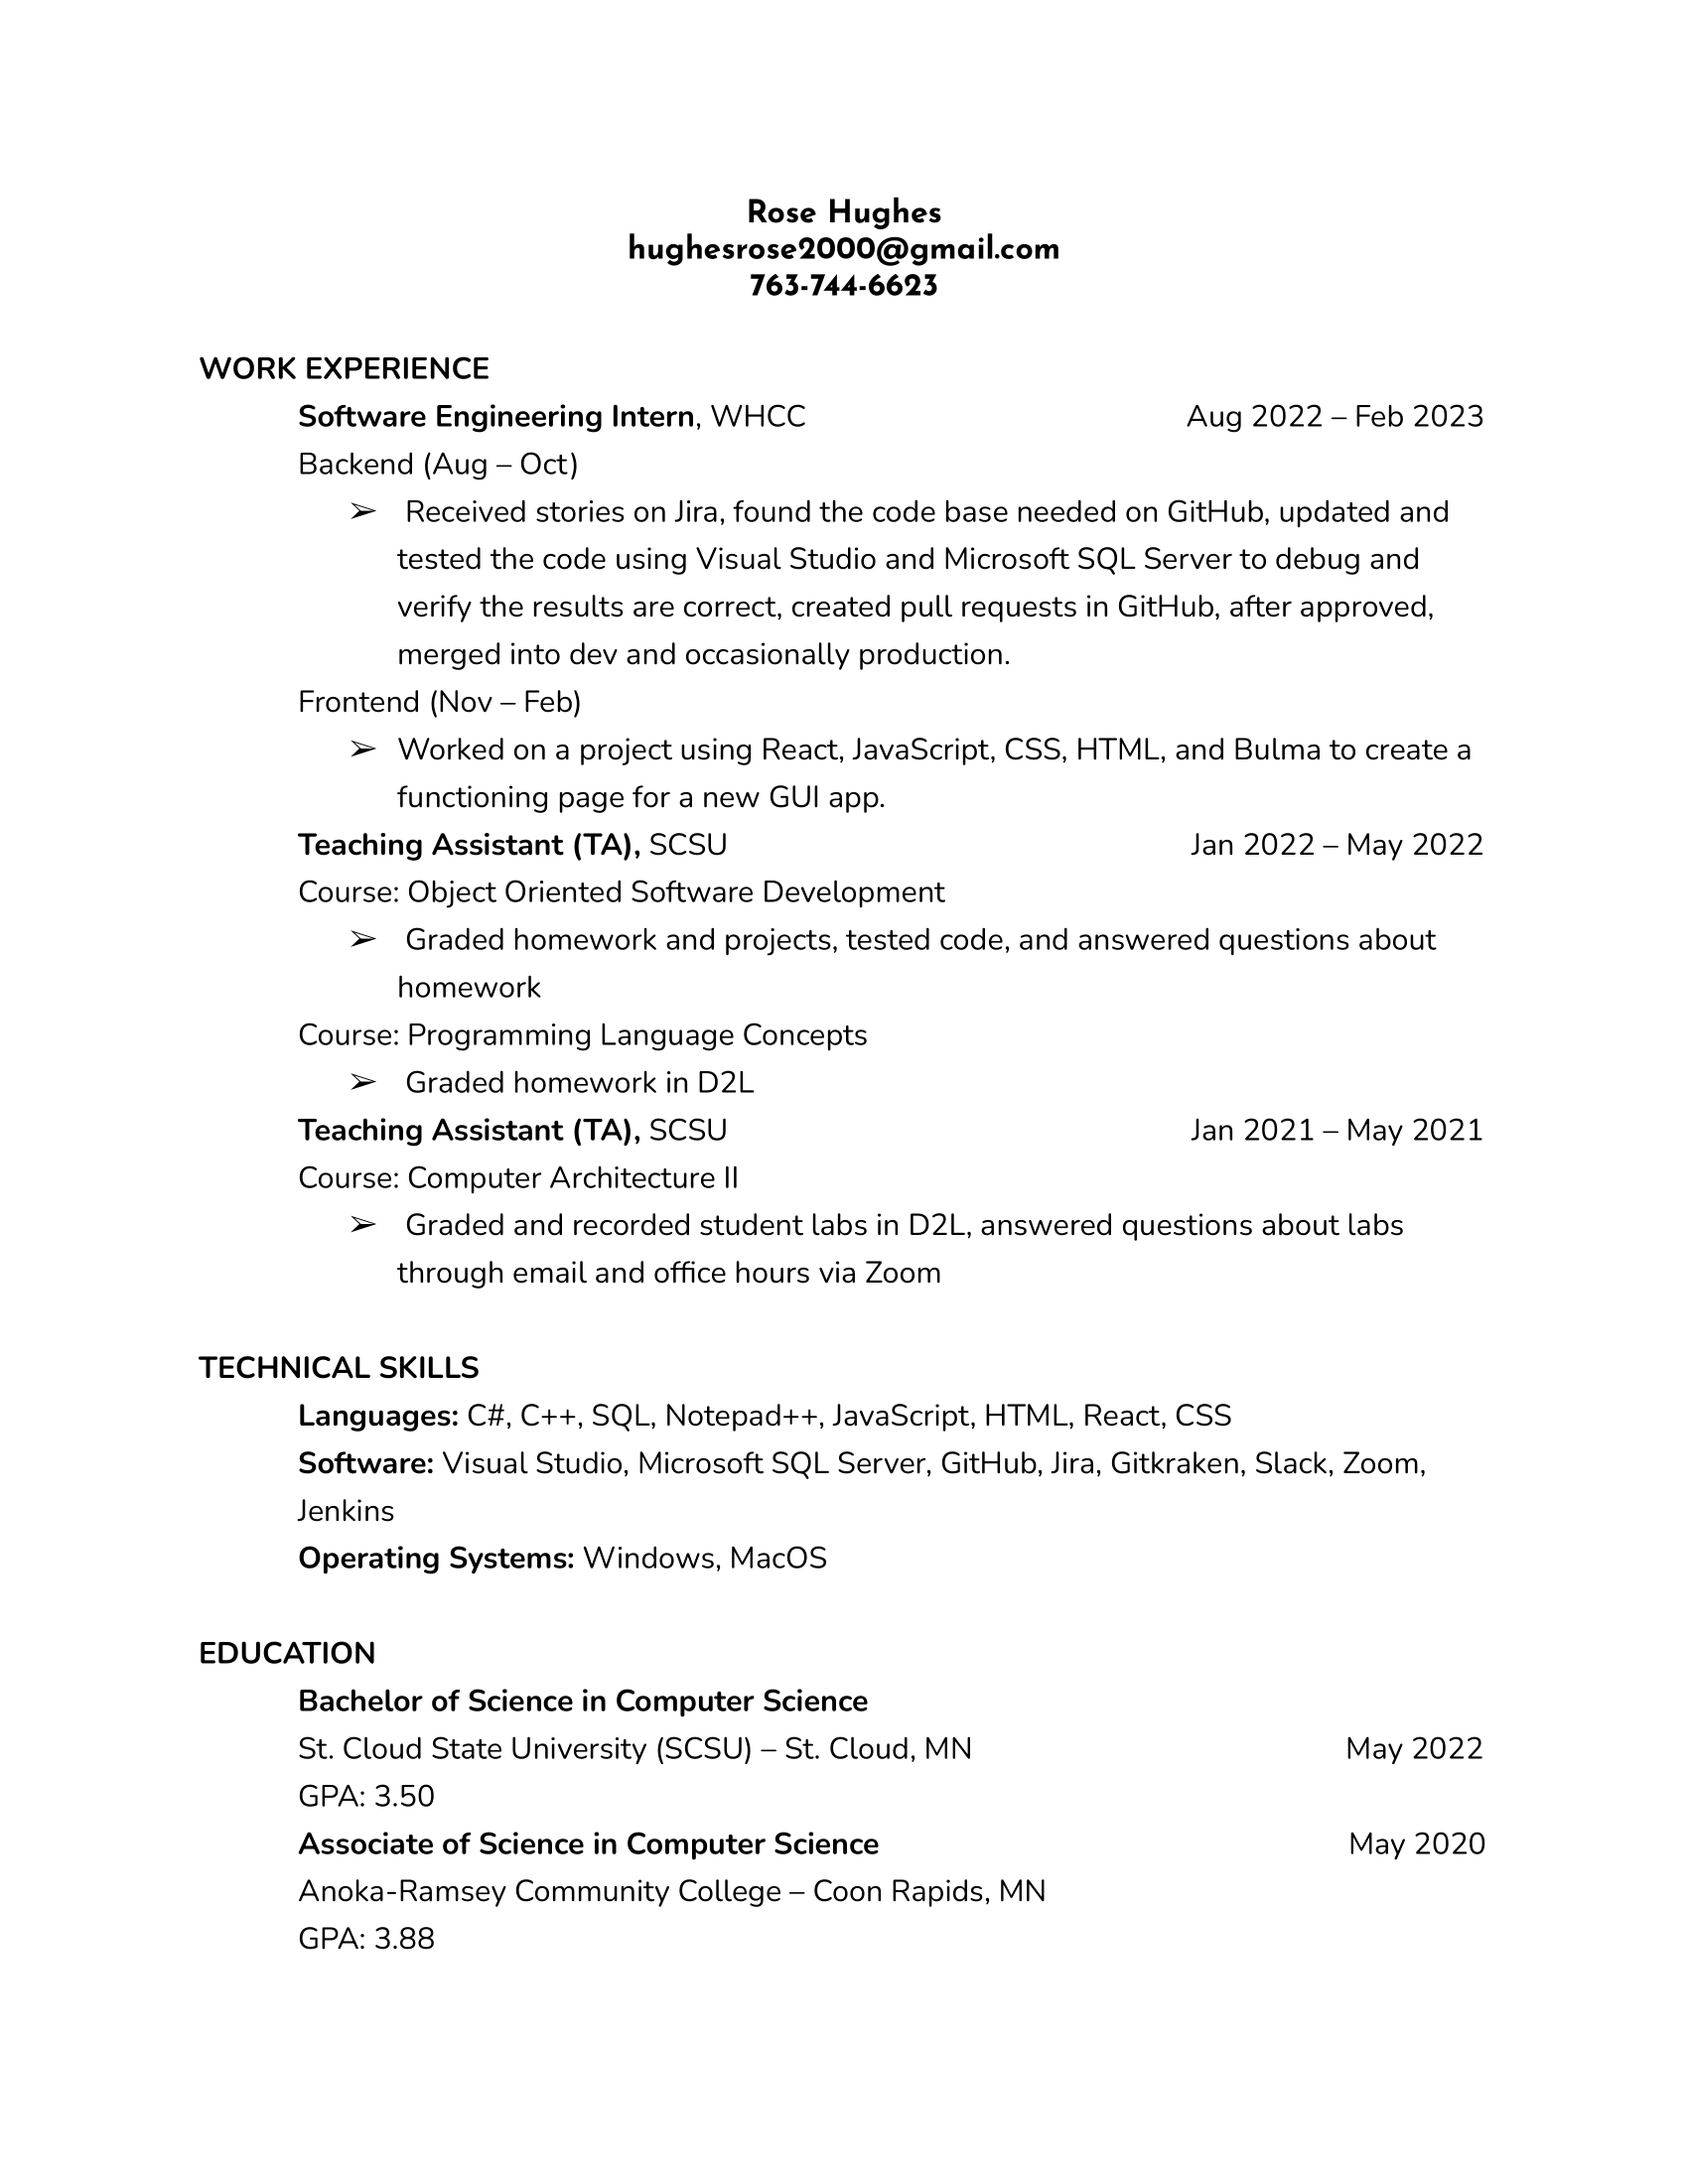 Rose Hughes
hughesrose2000@gmail.com
763-744-6623
WORK EXPERIENCE
Software Engineering Intern, WHCC Aug 2022 – Feb 2023
Backend (Aug – Oct)
➢ Received stories on Jira, found the code base needed on GitHub, updated and
tested the code using Visual Studio and Microsoft SQL Server to debug and
verify the results are correct, created pull requests in GitHub, after approved,
merged into dev and occasionally production.
Frontend (Nov – Feb)
➢ Worked on a project using React, JavaScript, CSS, HTML, and Bulma to create a
functioning page for a new GUI app.
Teaching Assistant (TA), SCSU Jan 2022 – May 2022
Course: Object Oriented Software Development
➢ Graded homework and projects, tested code, and answered questions about
homework
Course: Programming Language Concepts
➢ Graded homework in D2L
Teaching Assistant (TA), SCSU Jan 2021 – May 2021
Course: Computer Architecture II
➢ Graded and recorded student labs in D2L, answered questions about labs
through email and office hours via Zoom
TECHNICAL SKILLS
Languages: C#, C++, SQL, Notepad++, JavaScript, HTML, React, CSS
Software: Visual Studio, Microsoft SQL Server, GitHub, Jira, Gitkraken, Slack, Zoom,
Jenkins
Operating Systems: Windows, MacOS
EDUCATION
Bachelor of Science in Computer Science
St. Cloud State University (SCSU) – St. Cloud, MN May 2022
GPA: 3.50
Associate of Science in Computer Science May 2020
Anoka-Ramsey Community College – Coon Rapids, MN
GPA: 3.88